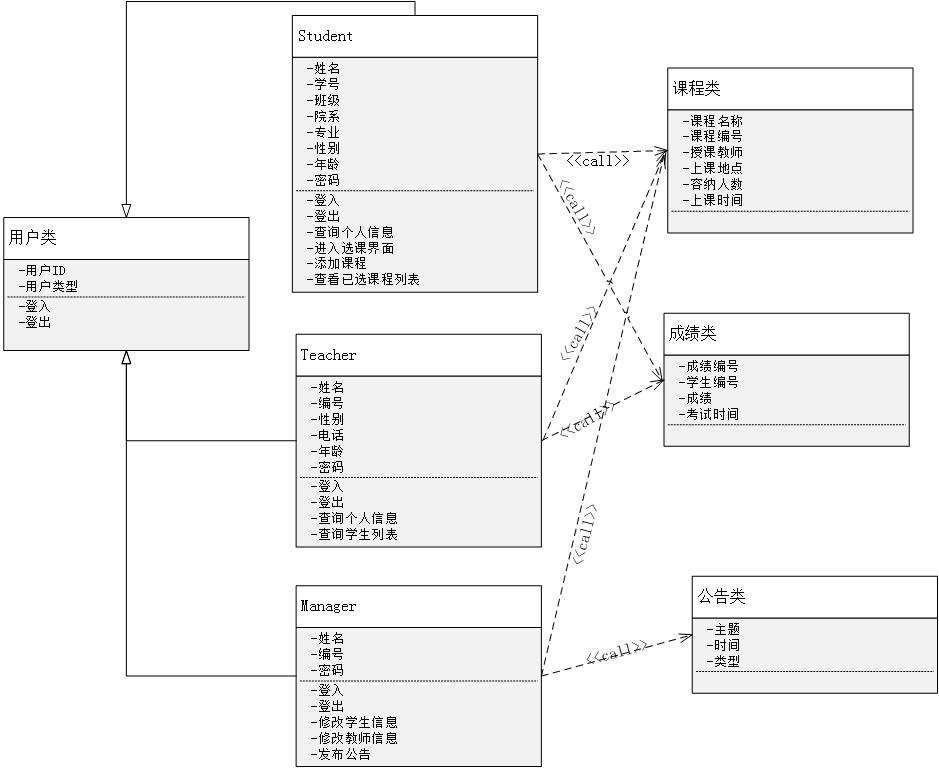 Student
-姓名
-学号
-班级
-院系
-专业
-性别
-年龄
-密码
-登入
-登出
-查询个人信息
-进入选课界面
-添加课程
-查看已选课程列表
课程类
-课程名称
-课程编号
-授课教师
-上课地点
-容纳人数
-上课时间
<<call>>
<<call>>
用户类
-用户ID
-用户类型
-登入
-登出
Teacher
-姓名
-编号
-性别
-电话
-年龄
-密码
-登入
-登出
-查询个人信息
-查询学生列表
<<call>>
<<call>>
成绩类
-成绩编号
-学生编号
-成绩
-考试时间
Manager
-姓名
-编号
-密码
-登入
-登出
-修改学生信息
-修改教师信息
-发布公告
<<call>>
<<call>>
公告类
-主题
-时间
-类型